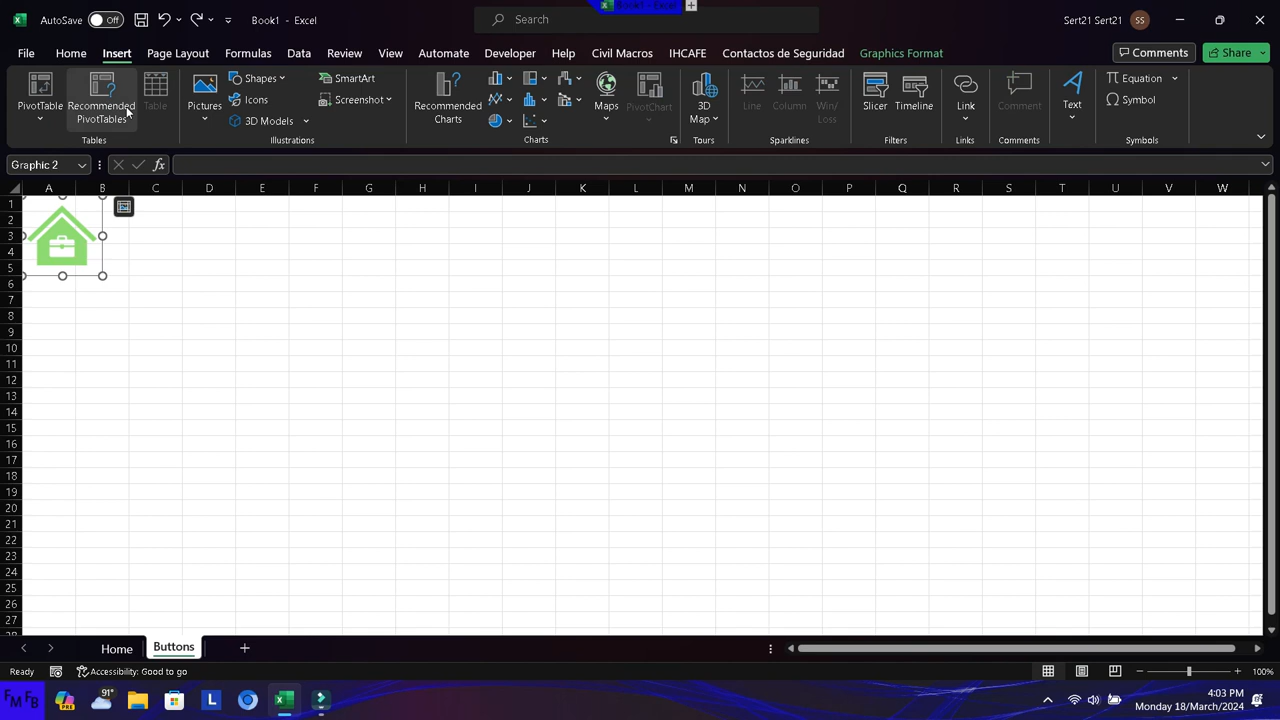 Book1 - Excel
AutoSave Off Book1 - Excel Search Sert21 Sert21 SS
File Home Insert Page Layout Formulas Data Review View Automate Developer Help Civil Macros IHCAFE Contactos de Seguridad Graphics Format Comments Share
PivotTable
Recommended
PivotTables
Table
Tables
Pictures
Shapes
Icons
3D Models
SmartArt
Screenshot
Illustrations
Recommended
Charts
Maps
PivotChart
Charts
3D
Map
Tours
Line
Column
Win/
Loss
Sparklines
Slicer
Timeline
Filters
Link
Links
Comment
Comments
Text
Equation
Symbol
Symbols
Graphic 2 fx
A B C D E F G H I J K L M N O P Q R S T U V W
1
2
3
4
5
6
7
8
9
10
11
12
13
14
15
16
17
18
19
20
21
22
23
24
25
26
27
28
Home Buttons
Ready Accessibility: Good to go 100%
FM FB 91° L 4:03 PM
Monday 18/March/2024